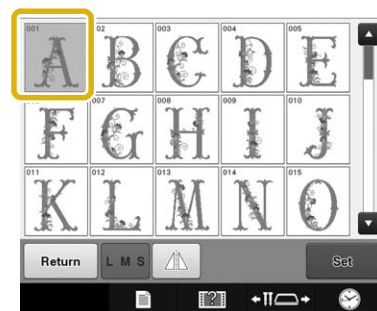 001 02 003 004 005
A B C D E
007 008 009 010
F G H I J
011 012 013 014 015
K L M N O
Return L M S Set